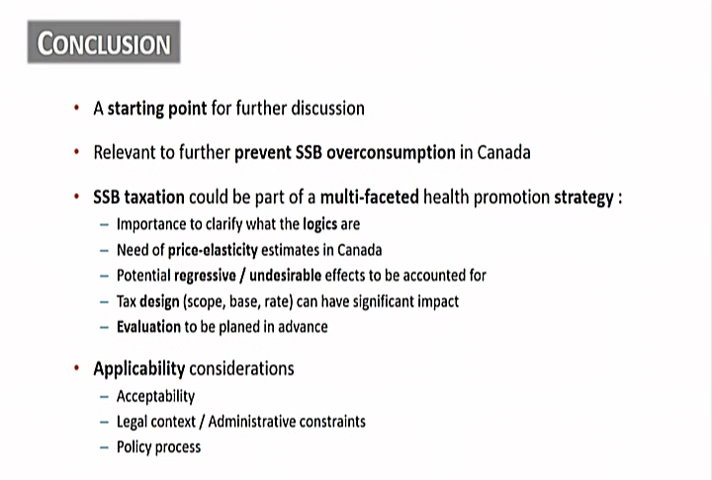 CONCLUSION
• A starting point for further discussion
• Relevant to further prevent SSB overconsumption in Canada
• SSB taxation could be part of a multi-faceted health promotion strategy :
– Importance to clarify what the logics are
– Need of price-elasticity estimates in Canada
– Potential regressive / undesirable effects to be accounted for
– Tax design (scope, base, rate) can have significant impact
– Evaluation to be planed in advance
• Applicability considerations
– Acceptability
– Legal context / Administrative constraints
– Policy process